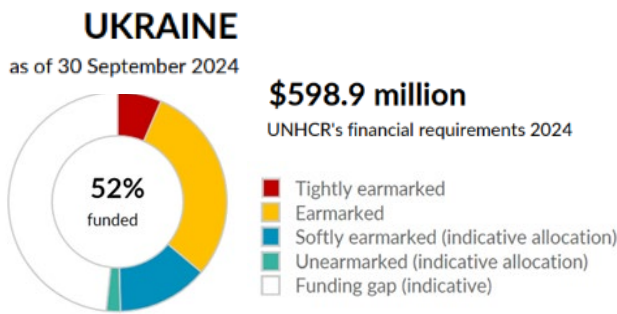 UKRAINE
as of 30 September 2024
52%
funded
$598.9 million
UNHCR's financial requirements 2024
Tightly earmarked
Earmarked
Softly earmarked (indicative allocation)
Unearmarked (indicative allocation)
Funding gap (indicative)